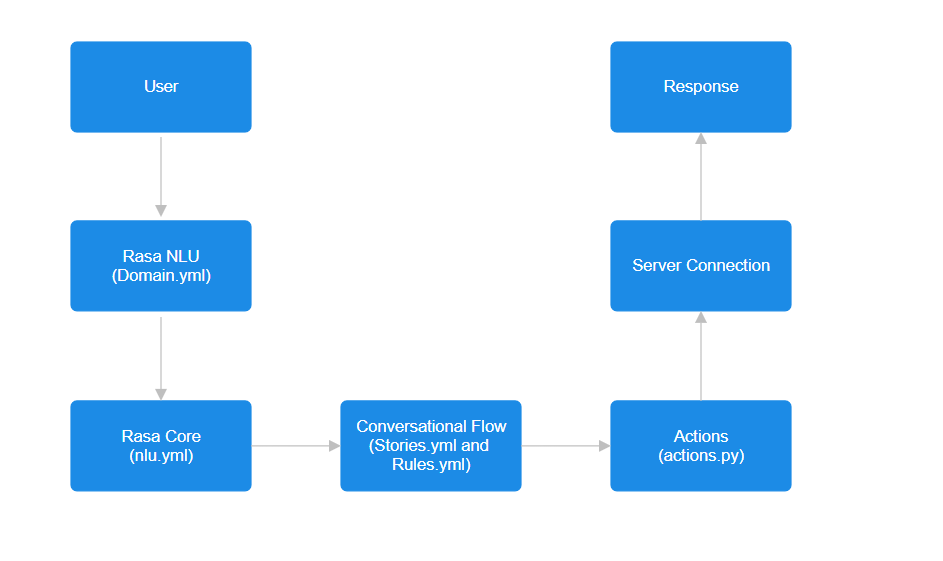 User
Rasa NLU
(Domain.yml)
Rasa Core
(nlu.yml)
Conversational Flow
(Stories.yml and
Rules.yml)
Actions
(actions.py)
Server Connection
Response